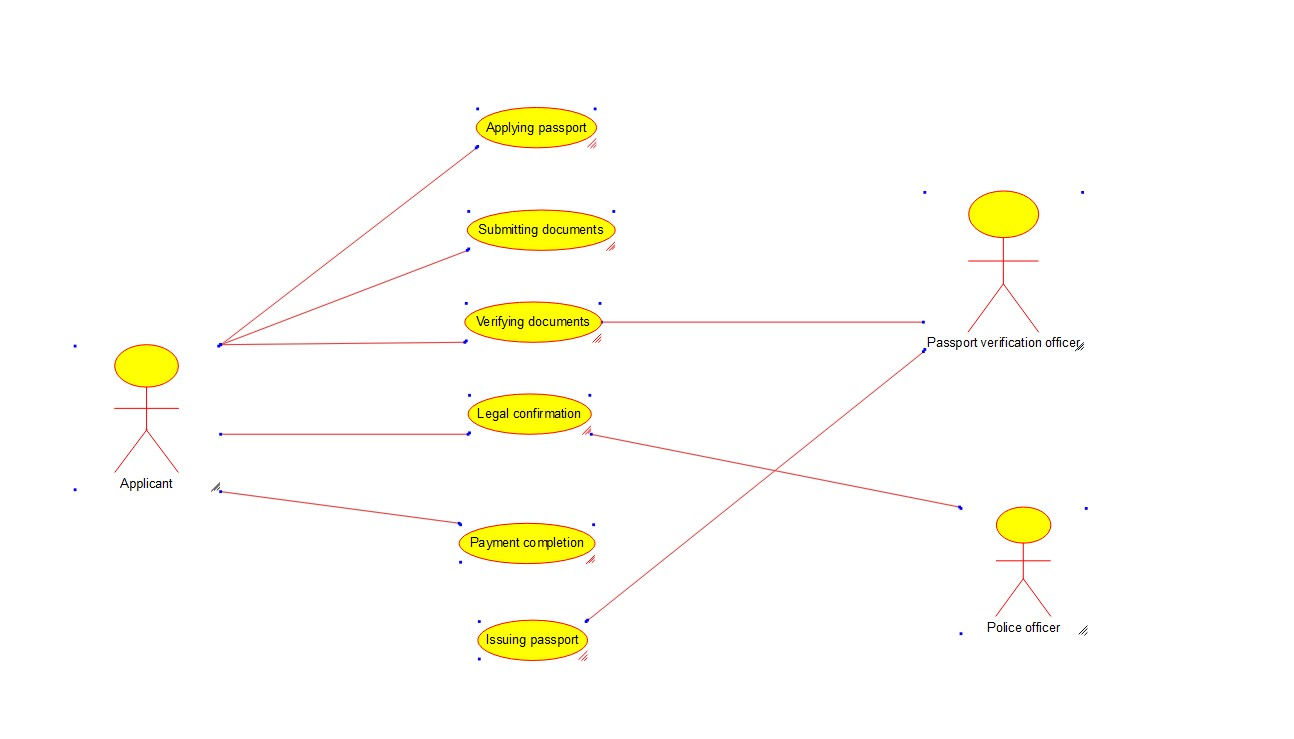 Applying passport
Submitting documents
Verifying documents
Passport verification officer
Legal confirmation
Applicant
Payment completion
Police officer
Issuing passport